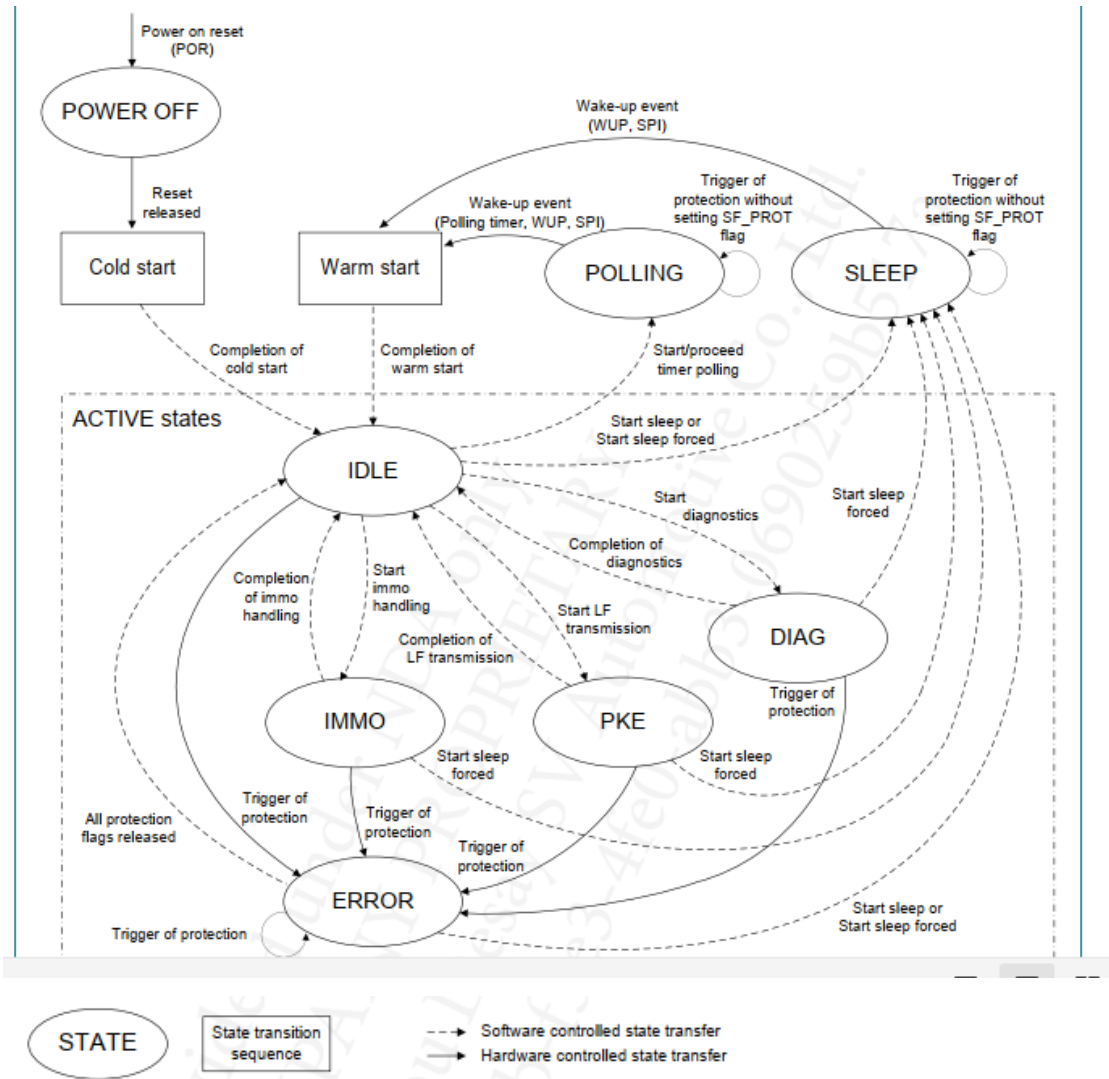 Power on reset
(POR)
POWER OFF
Reset
released
Cold start
Warm start
Wake-up event
(WUP, SPI)
Wake-up event
(Polling timer, WUP, SPI)
Trigger of
protection without
setting SF_PROT
flag
Trigger of
protection without
setting SF_PROT
flag
POLLING
SLEEP
Completion of
cold start
Completion of
warm start
Start/proceed
timer polling
ACTIVE states
Start sleep or
Start sleep forced
IDLE
Start
diagnostics
Start sleep
forced
Completion of
diagnostics
Completion
of immo
handling
Start
immo
handling
Start LF
transmission
Completion of
LF transmission
DIAG
Trigger of
protection
IMMO
PKE
Start sleep
forced
Start sleep
forced
Trigger of
protection
Trigger of
protection
Trigger of
protection
All protection
flags released
ERROR
Trigger of protection
Start sleep or
Start sleep forced
STATE
State transition
sequence
Software controlled state transfer
Hardware controlled state transfer